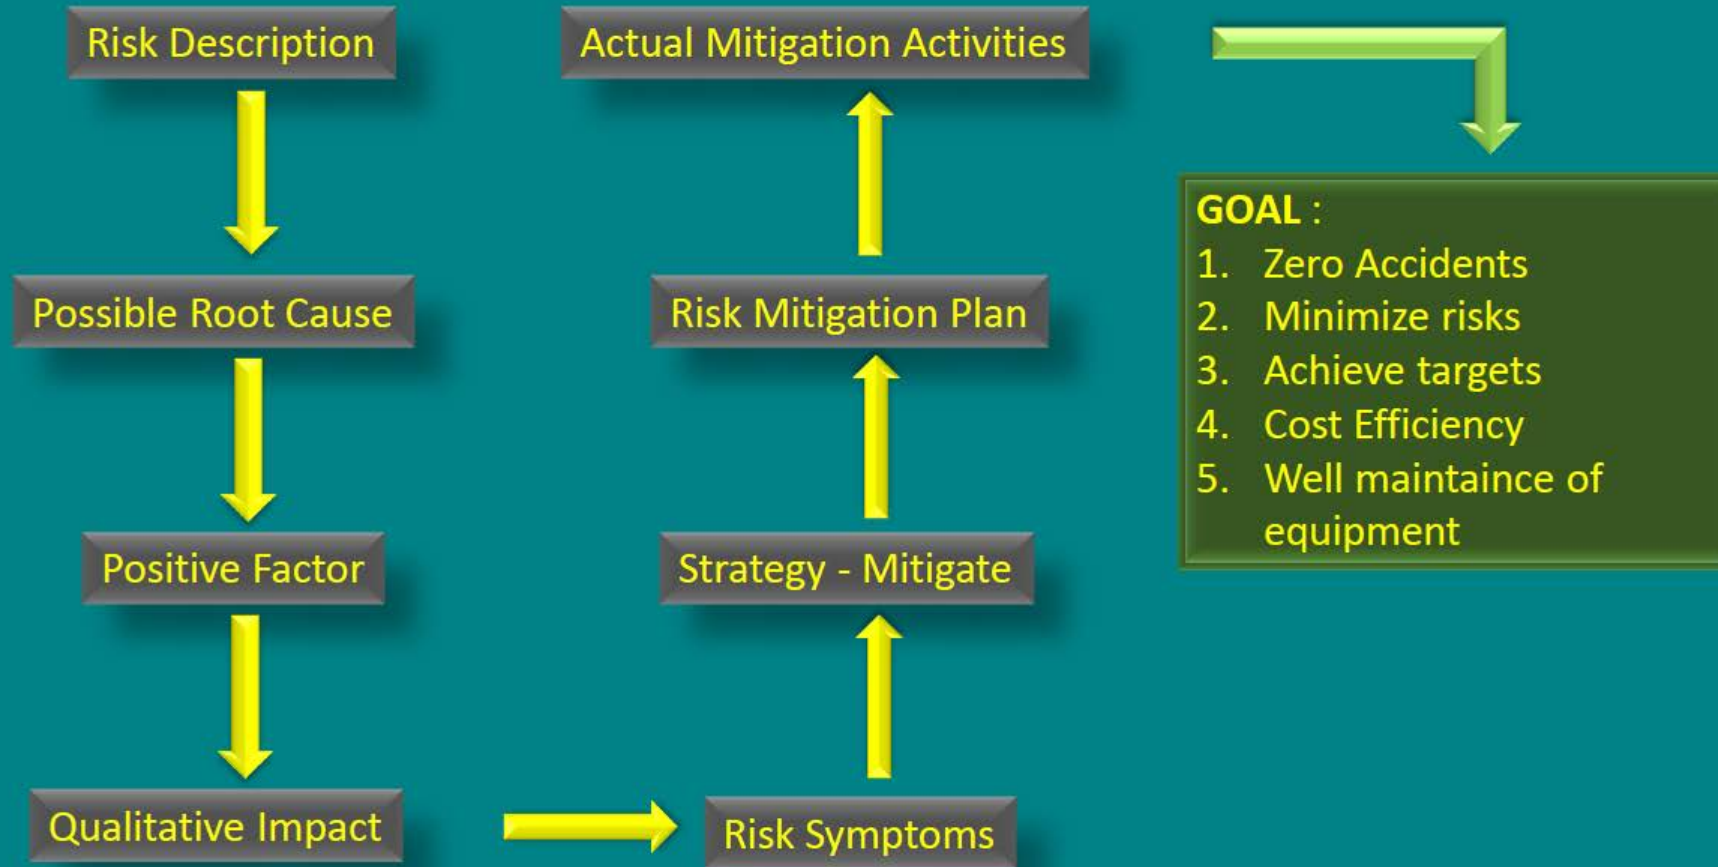 Risk Description
Possible Root Cause
Positive Factor
Qualitative Impact
Risk Symptoms
Strategy - Mitigate
Risk Mitigation Plan
Actual Mitigation Activities
GOAL :
1. Zero Accidents
2. Minimize risks
3. Achieve targets
4. Cost Efficiency
5. Well maintaince of
equipment